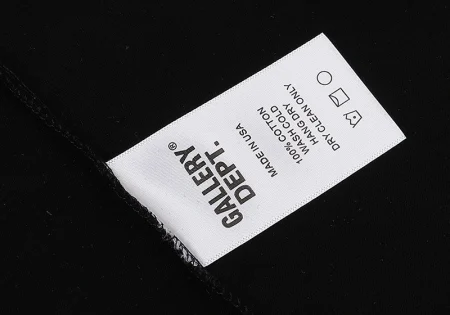 GALLERY®
DEPT.
MADE IN USA
100% COTTON
WASH COLD
HANG DRY
DRY CLEAN ONLY